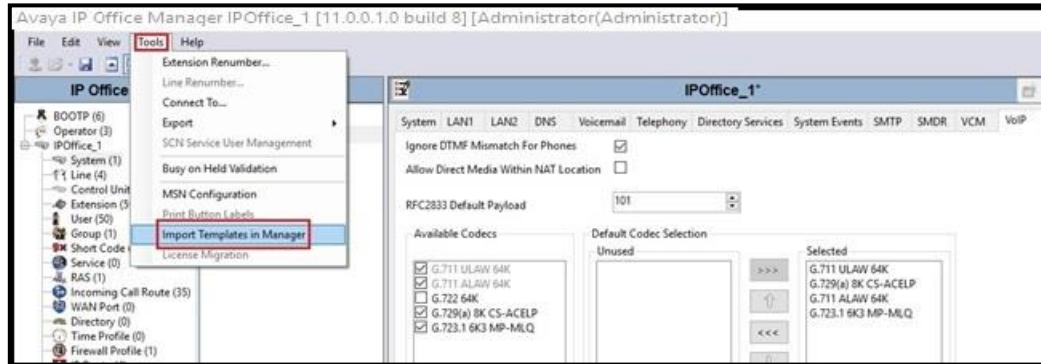 Avaya IP Office Manager IPOffice_1 [11.0.0.1.0 build 8] [Administrator(Administrator)]
File Edit View Tools Help
Extension Renumber...
Line Renumber...
Connect To...
Export
SCN Service User Management
Busy on Held Validation
MSN Configuration
Print Button Labels
Import Templates in Manager
License Migration
IP Office
BOOTP (6)
Operator (3)
IPOffice_1
System (1)
Line (4)
Control Unit
Extension (5
User (50)
Group (1)
Short Code
Service (0)
RAS (1)
Incoming Call Route (35)
WAN Port (0)
Directory (0)
Time Profile (0)
Firewall Profile (1)
IPOffice_1*
System LAN1 LAN2 DNS Voicemail Telephony Directory Services System Events SMTP SMDR VCM VoIP
Ignore DTMF Mismatch For Phones
Allow Direct Media Within NAT Location
RFC2833 Default Payload 101
Available Codecs
G.711 ULAW 64K
G.711 ALAW 64K
G.722 64K
G.729(a) 8K CS-ACELP
G.723.1 6K3 MP-MLQ
Default Codec Selection
Unused
>>>
<<<
Selected
G.711 ULAW 64K
G.729(a) 8K CS-ACELP
G.711 ALAW 64K
G.723.1 6K3 MP-MLQ